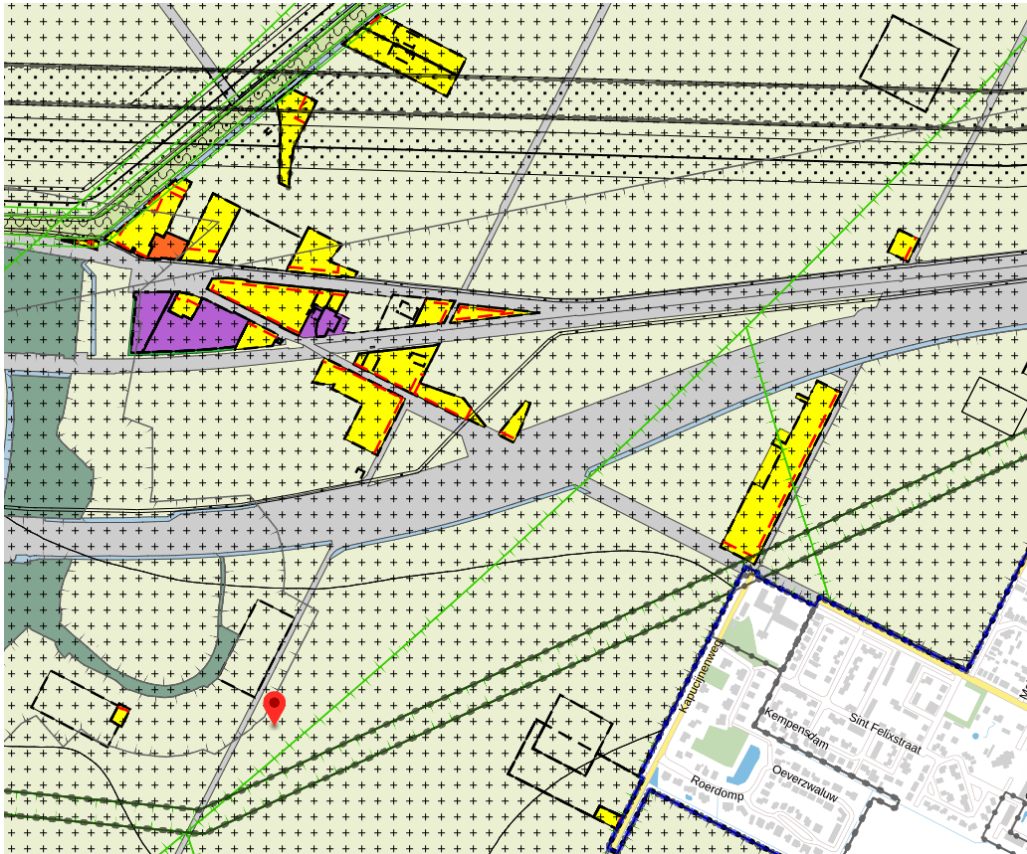 Kapucijnenweg
Kempensdam
Sint Felixstraat
Oeverzwaluw
Roerdomp